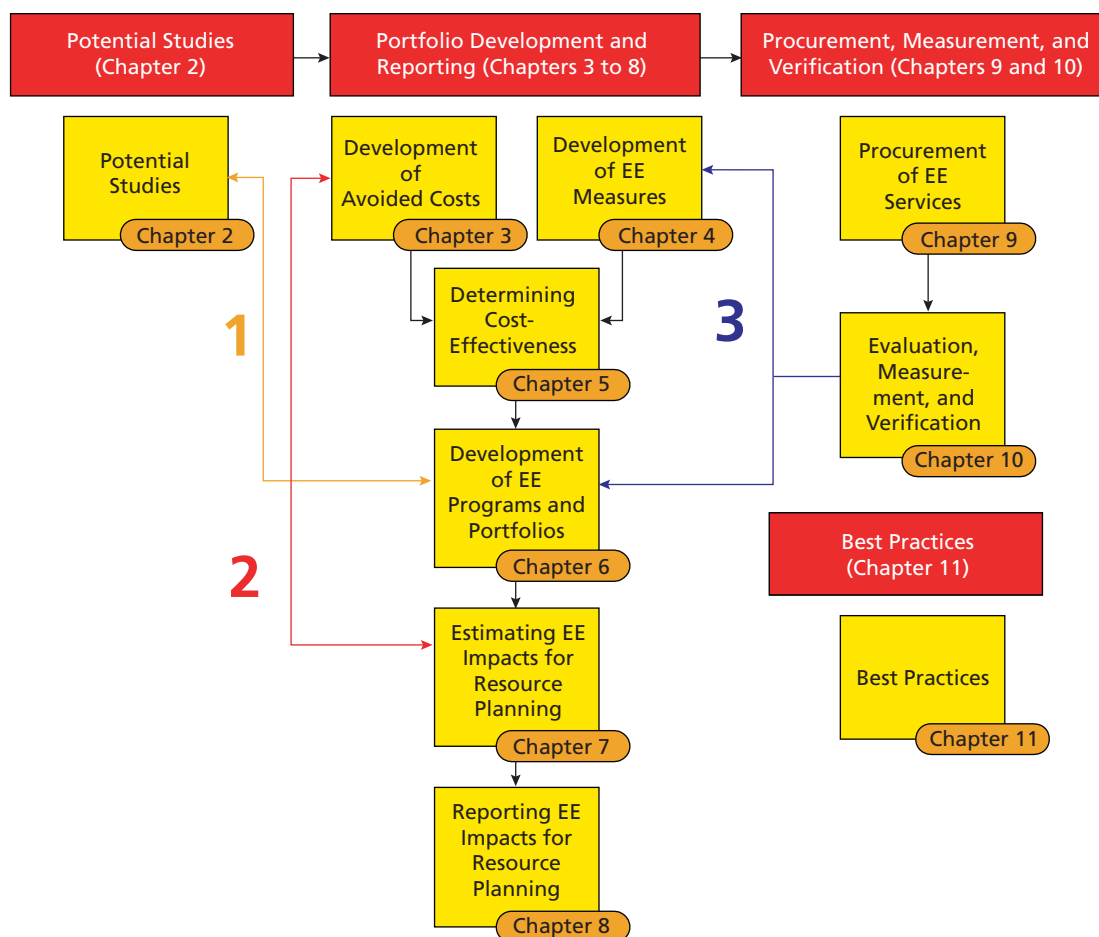 Potential Studies
(Chapter 2)
Portfolio Development and
Reporting (Chapters 3 to 8)
Procurement, Measurement, and
Verification (Chapters 9 and 10)
Potential
Studies
Chapter 2
Development
of
Avoided Costs
Chapter 3
Development
of EE
Measures
Chapter 4
Procurement
of EE
Services
Chapter 9
1
Determining
Cost-
Effectiveness
Chapter 5
3
Evaluation,
Measure-
ment, and
Verification
Chapter 10
Development
of EE
Programs and
Portfolios
Chapter 6
2
Best Practices
(Chapter 11)
Estimating EE
Impacts for
Resource
Planning
Chapter 7
Best Practices
Chapter 11
Reporting EE
Impacts for
Resource
Planning
Chapter 8